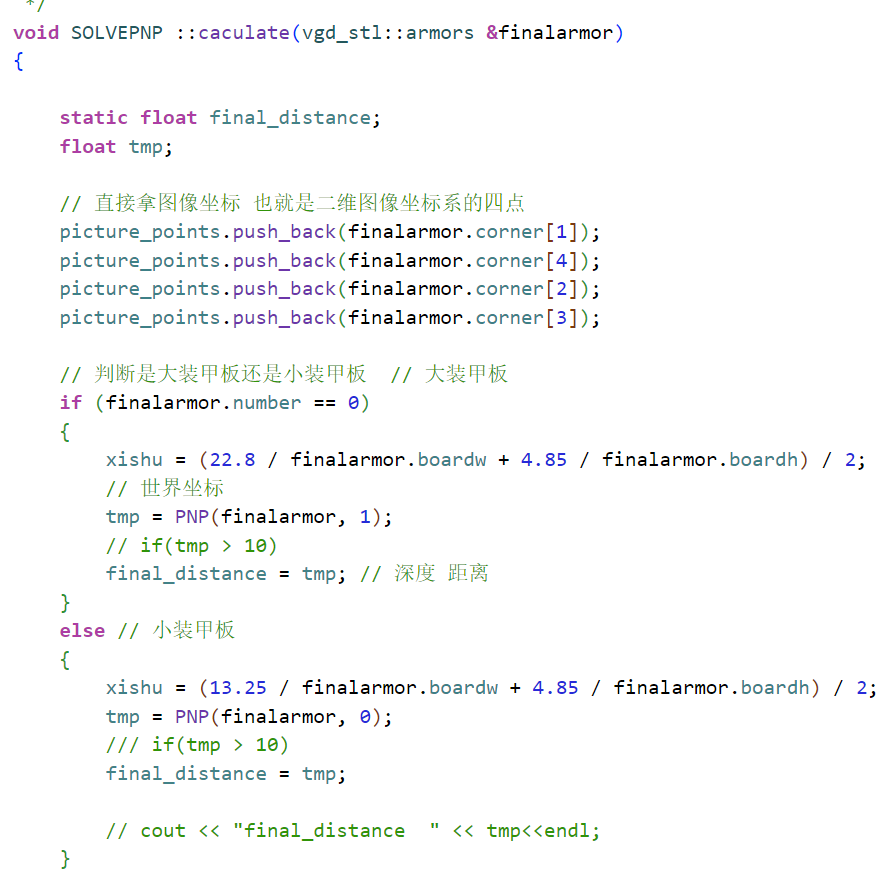 */
void SOLVEPNP ::caculate(vgd_stl::armors &finalarmor)
{
static float final_distance;
float tmp;
// 直接拿图像坐标 也就是二维图像坐标系的四点
picture_points.push_back(finalarmor.corner[1]);
picture_points.push_back(finalarmor.corner[4]);
picture_points.push_back(finalarmor.corner[2]);
picture_points.push_back(finalarmor.corner[3]);
// 判断是大装甲板还是小装甲板  // 大装甲板
if (finalarmor.number == 0)
{
xishu = (22.8 / finalarmor.boardw + 4.85 / finalarmor.boardh) / 2;
// 世界坐标
tmp = PNP(finalarmor, 1);
// if(tmp > 10)
final_distance = tmp; // 深度 距离
}
else // 小装甲板
{
xishu = (13.25 / finalarmor.boardw + 4.85 / finalarmor.boardh) / 2;
tmp = PNP(finalarmor, 0);
/// if(tmp > 10)
final_distance = tmp;
// cout << "final_distance  " << tmp<<endl;
}